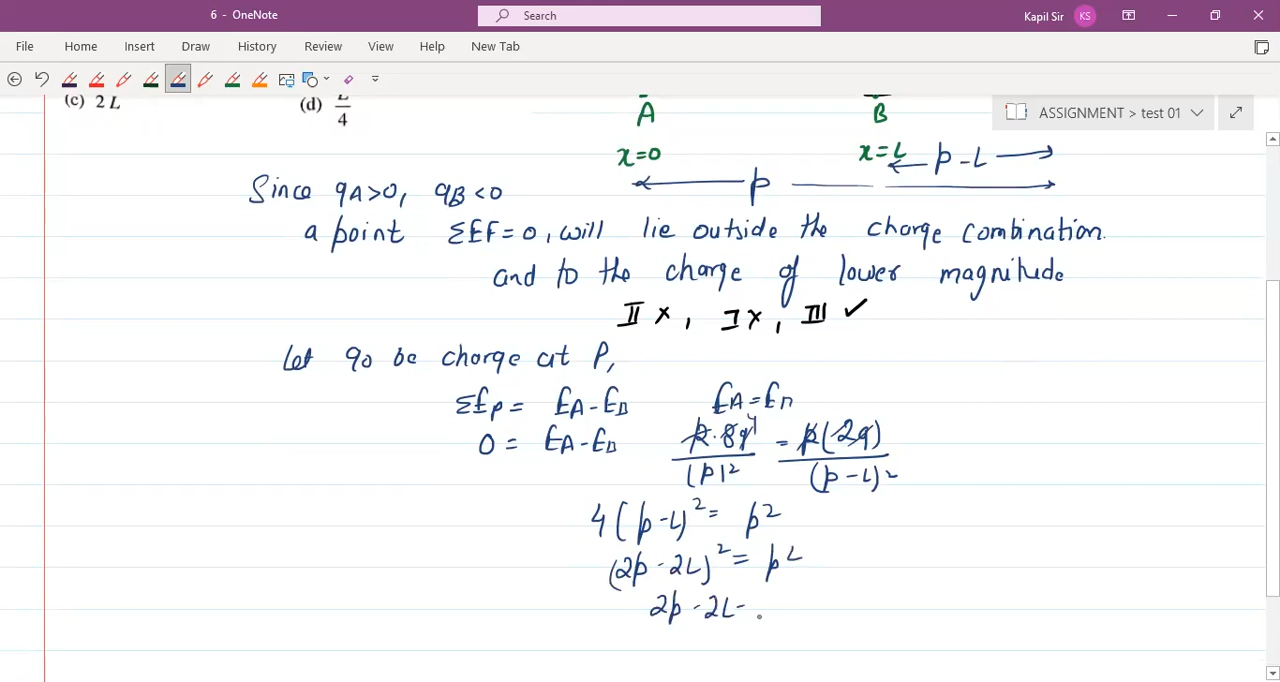 6 - OneNote
Search
Kapil Sir KS
File Home Insert Draw History Review View Help New Tab
ASSIGNMENT > test 01
(c) 2 L (d) L/4
A B
x=0 x=L p-L
p
Since qA>0, qB<0
a point ΣEF=0, will lie outside the charge combination.
and to the charge of lower magnitude
II x, I x, III ✓
Let q0 be charge at P,
ΣEp = EA-EB EA=EB
0 = EA-EB k.8q4/(p)2 = k(2q)/(p-L)2
4(p-L)2 = p2
(2p-2L)2 = p2
2p-2L=